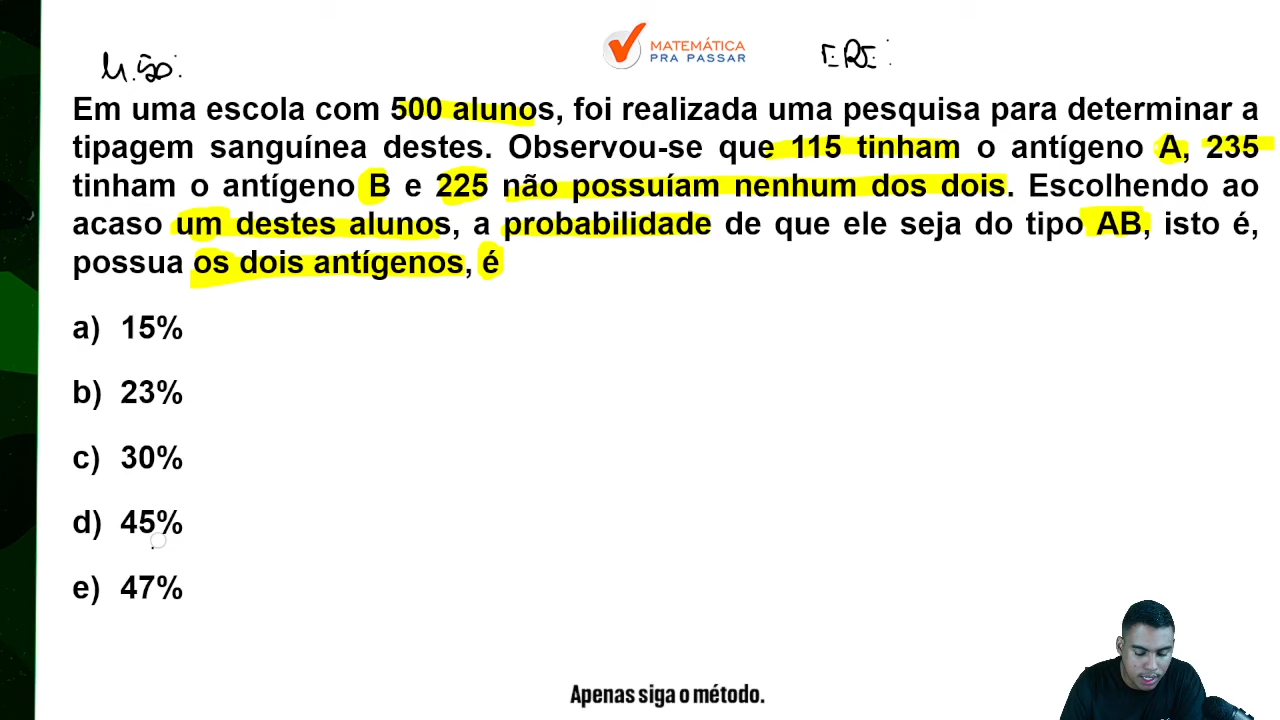 MATEMÁTICA
PRA PASSAR
Em uma escola com 500 alunos, foi realizada uma pesquisa para determinar a
tipagem sanguínea destes. Observou-se que 115 tinham o antígeno A, 235
tinham o antígeno B e 225 não possuíam nenhum dos dois. Escolhendo ao
acaso um destes alunos, a probabilidade de que ele seja do tipo AB, isto é,
possua os dois antígenos, é
a) 15%
b) 23%
c) 30%
d) 45%
e) 47%
Apenas siga o método.